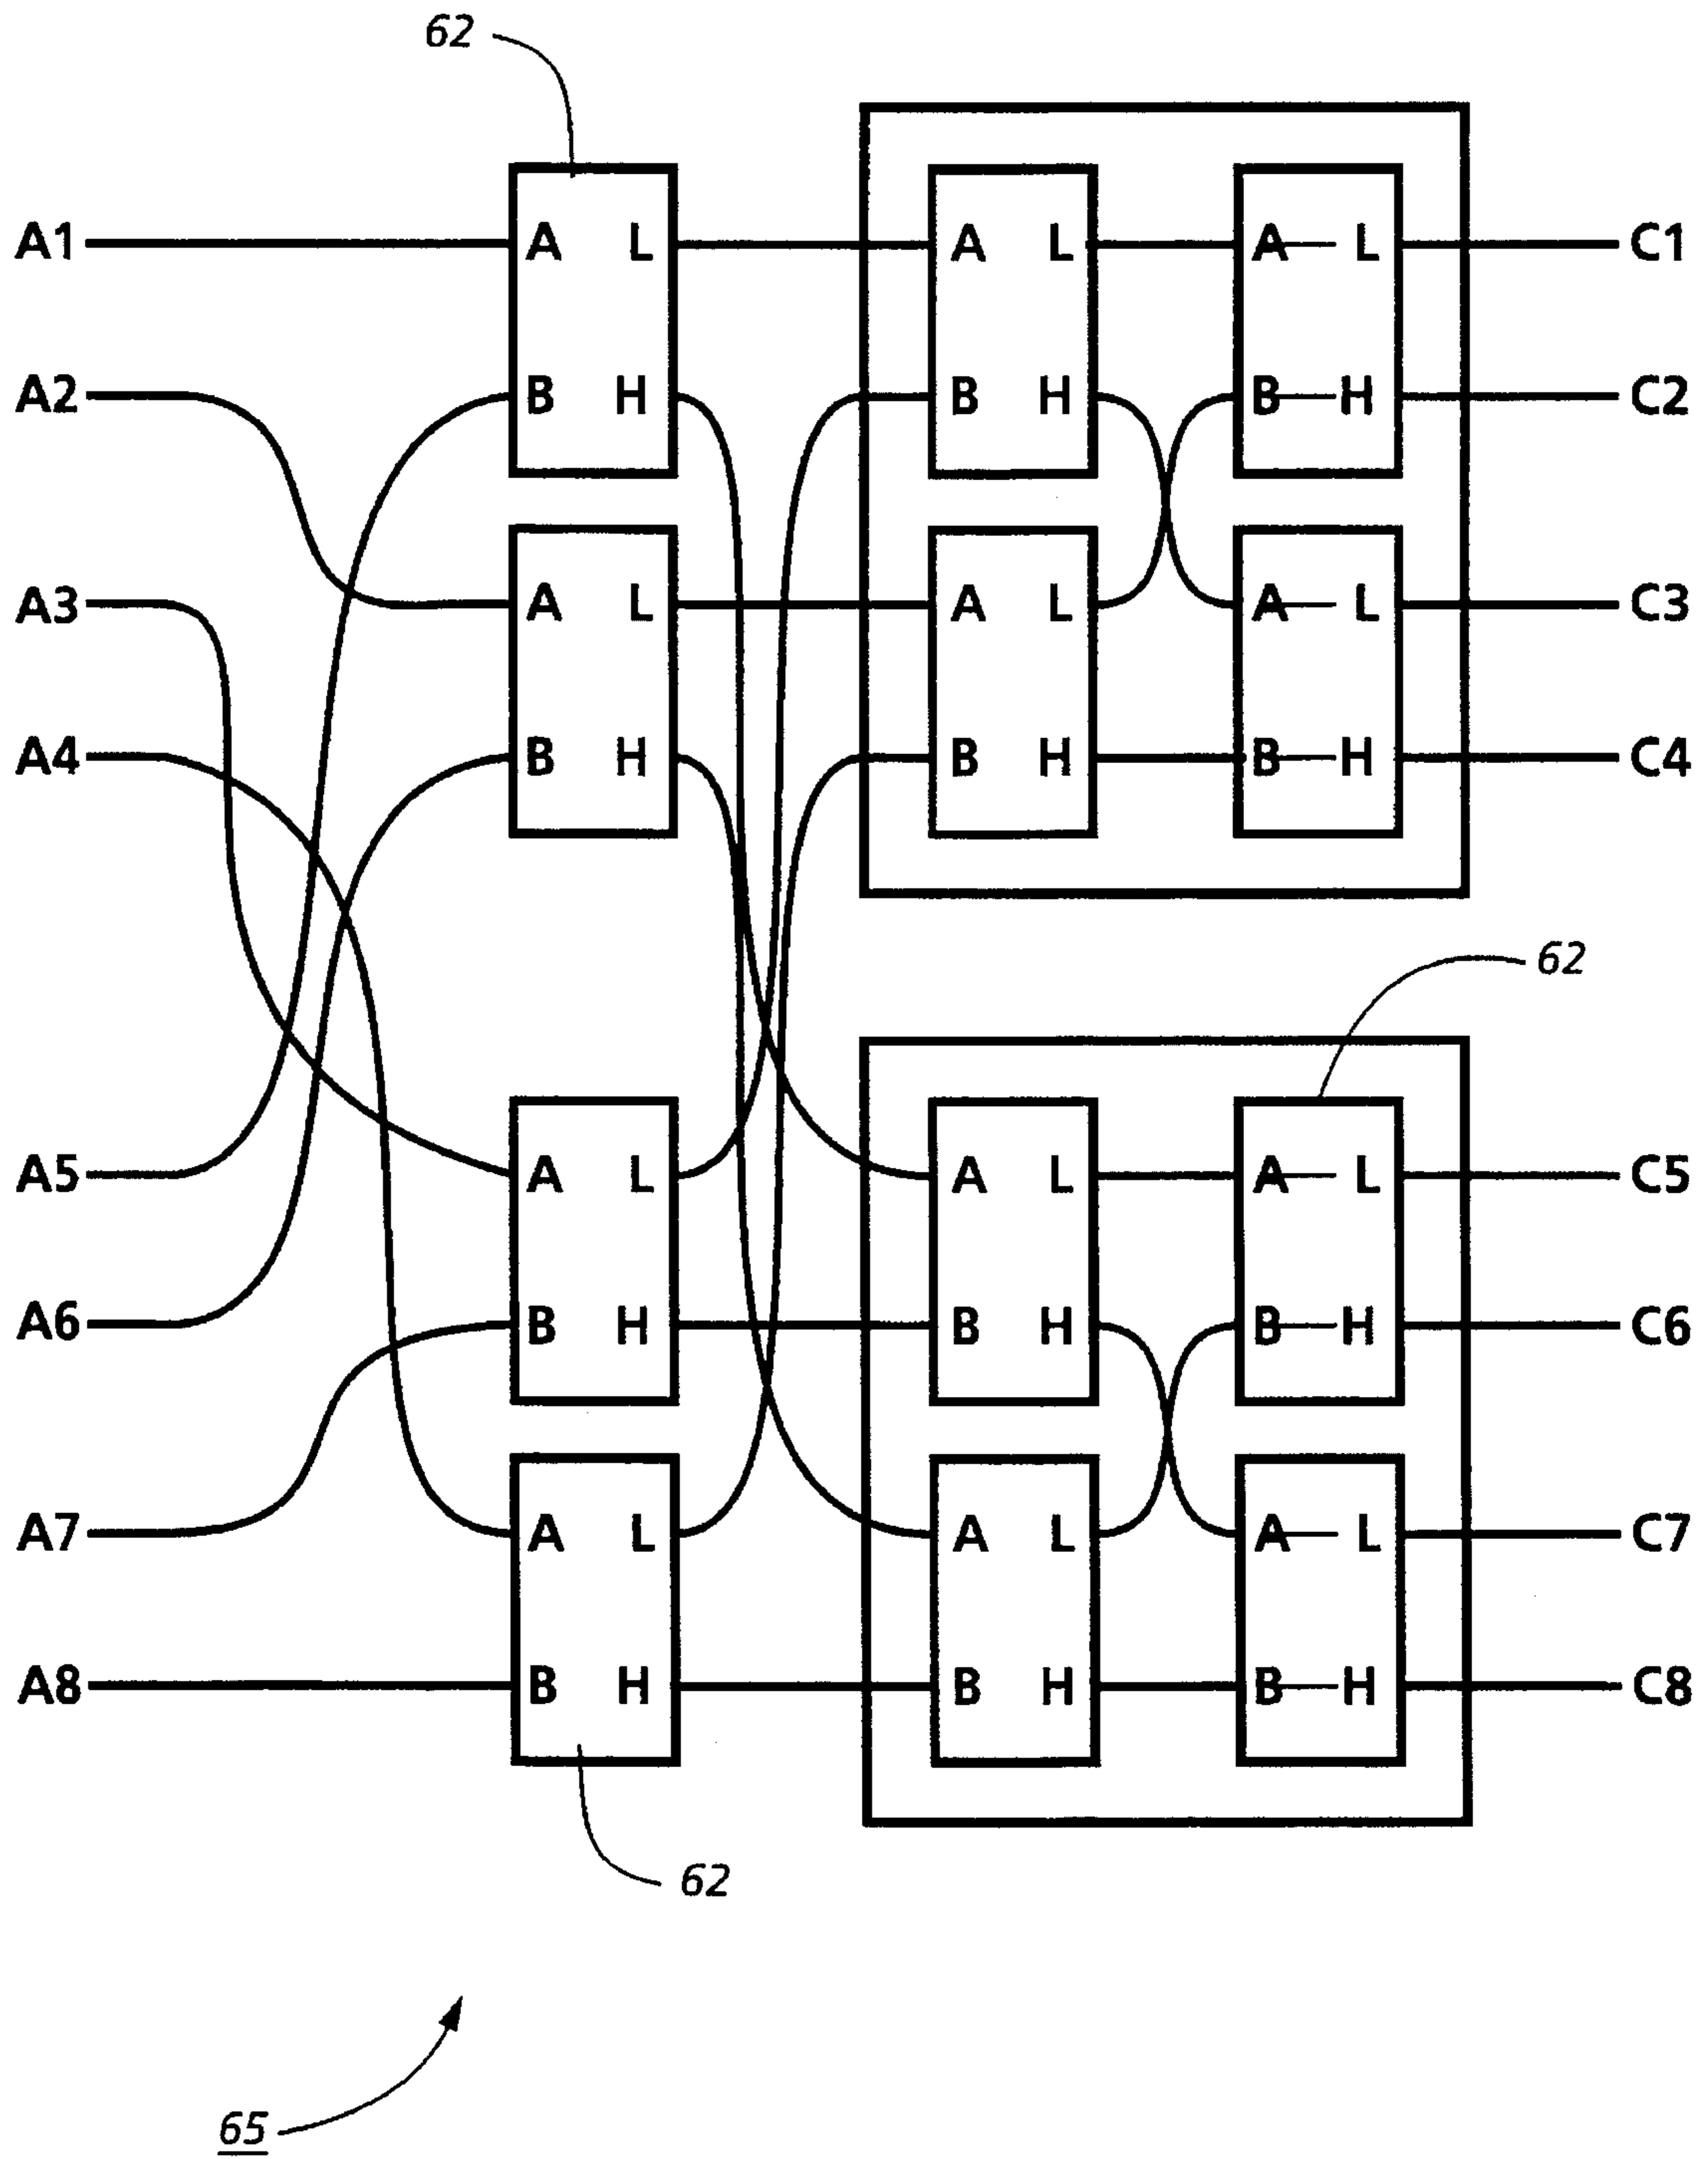 62
A1 A L A L A L C1
A2 B H B H B H C2
A3 A L A L A L C3
A4 B H B H B H C4
62
A5 A L A L A L C5
A6 B H B H B H C6
A7 A L A L A L C7
A8 B H B H B H C8
62
65